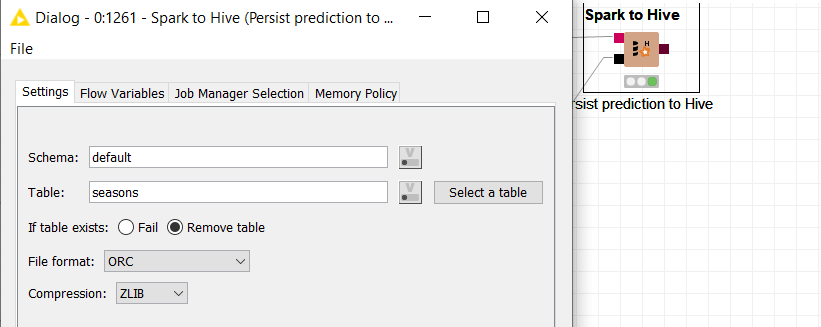 Dialog - 0:1261 - Spark to Hive (Persist prediction to ...
File
Settings Flow Variables Job Manager Selection Memory Policy
Schema: default
Table: seasons Select a table
If table exists: Fail Remove table
File format: ORC
Compression: ZLIB
Spark to Hive
H
rsist prediction to Hive